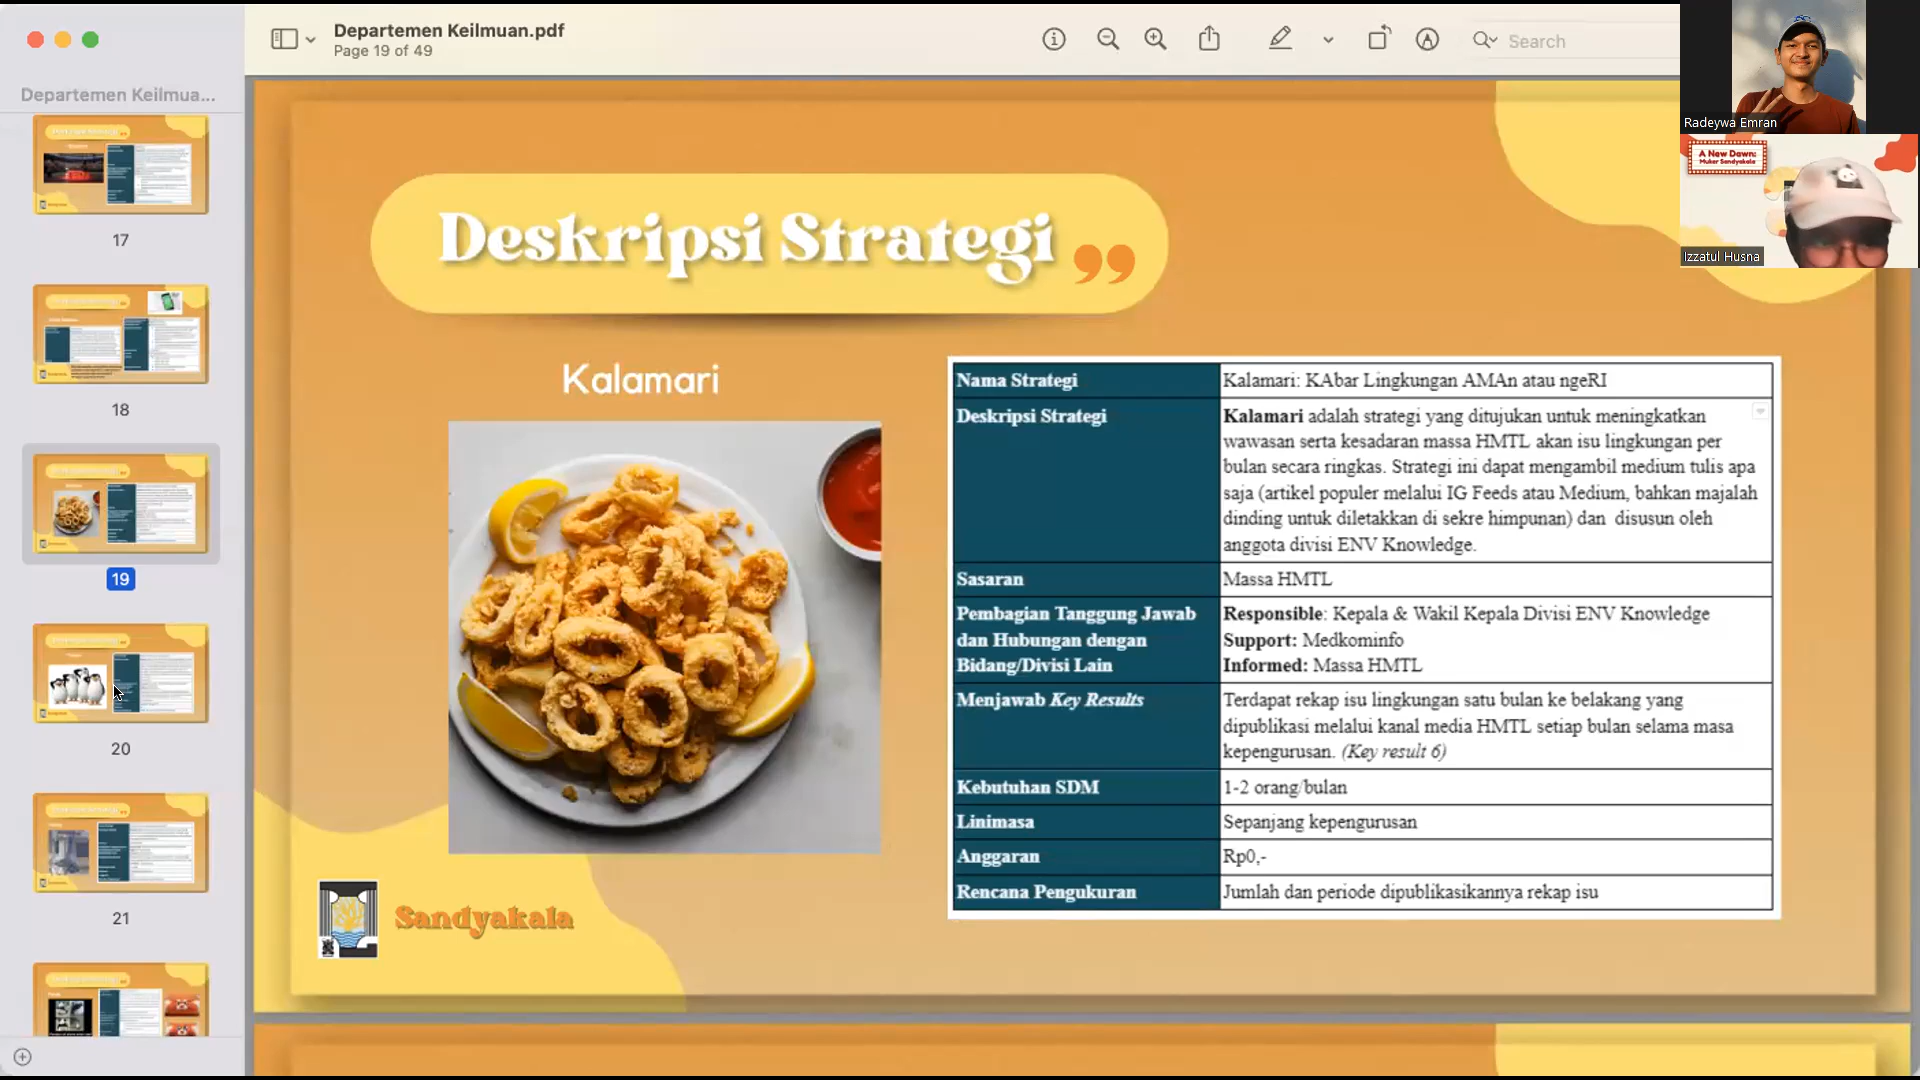 Departemen Keilmuan.pdf
Page 19 of 49
Search
Departemen Keilmua...
17
18
19
20
21
Deskripsi Strategi
Kalamari
Nama Strategi
Kalamari: KAbar Lingkungan AMAn atau ngeRI
Deskripsi Strategi
Kalamari adalah strategi yang ditujukan untuk meningkatkan
wawasan serta kesadaran massa HMTL akan isu lingkungan per
bulan secara ringkas. Strategi ini dapat mengambil medium tulis apa
saja (artikel populer melalui IG Feeds atau Medium, bahkan majalah
dinding untuk diletakkan di sekre himpunan) dan disusun oleh
anggota divisi ENV Knowledge.
Sasaran
Massa HMTL
Pembagian Tanggung Jawab
dan Hubungan dengan
Bidang/Divisi Lain
Responsible: Kepala & Wakil Kepala Divisi ENV Knowledge
Support: Medkominfo
Informed: Massa HMTL
Menjawab Key Results
Terdapat rekap isu lingkungan satu bulan ke belakang yang
dipublikasi melalui kanal media HMTL setiap bulan selama masa
kepengurusan. (Key result 6)
Kebutuhan SDM
1-2 orang/bulan
Linimasa
Sepanjang kepengurusan
Anggaran
Rp0,-
Rencana Pengukuran
Jumlah dan periode dipublikasikannya rekap isu
Sandyakala
Radeywa Emran
A New Dawn:
Muker Sandyakala
Izzatul Husna